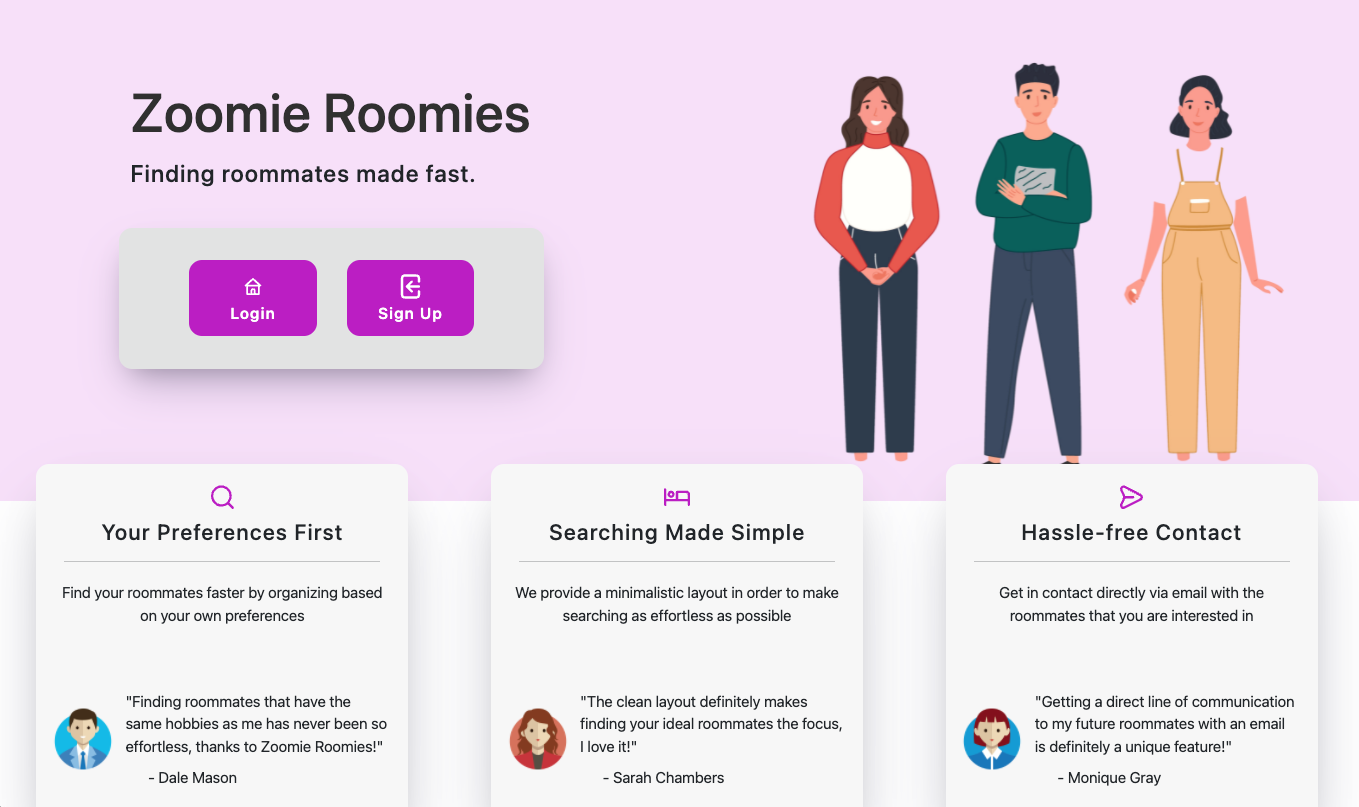 Zoomie Roomies
Finding roommates made fast.
Login
Sign Up
Your Preferences First
Find your roommates faster by organizing based
on your own preferences
"Finding roommates that have the
same hobbies as me has never been so
effortless, thanks to Zoomie Roomies!"
- Dale Mason
Searching Made Simple
We provide a minimalistic layout in order to make
searching as effortless as possible
"The clean layout definitely makes
finding your ideal roommates the focus,
I love it!"
- Sarah Chambers
Hassle-free Contact
Get in contact directly via email with the
roommates that you are interested in
"Getting a direct line of communication
to my future roommates with an email
is definitely a unique feature!"
- Monique Gray